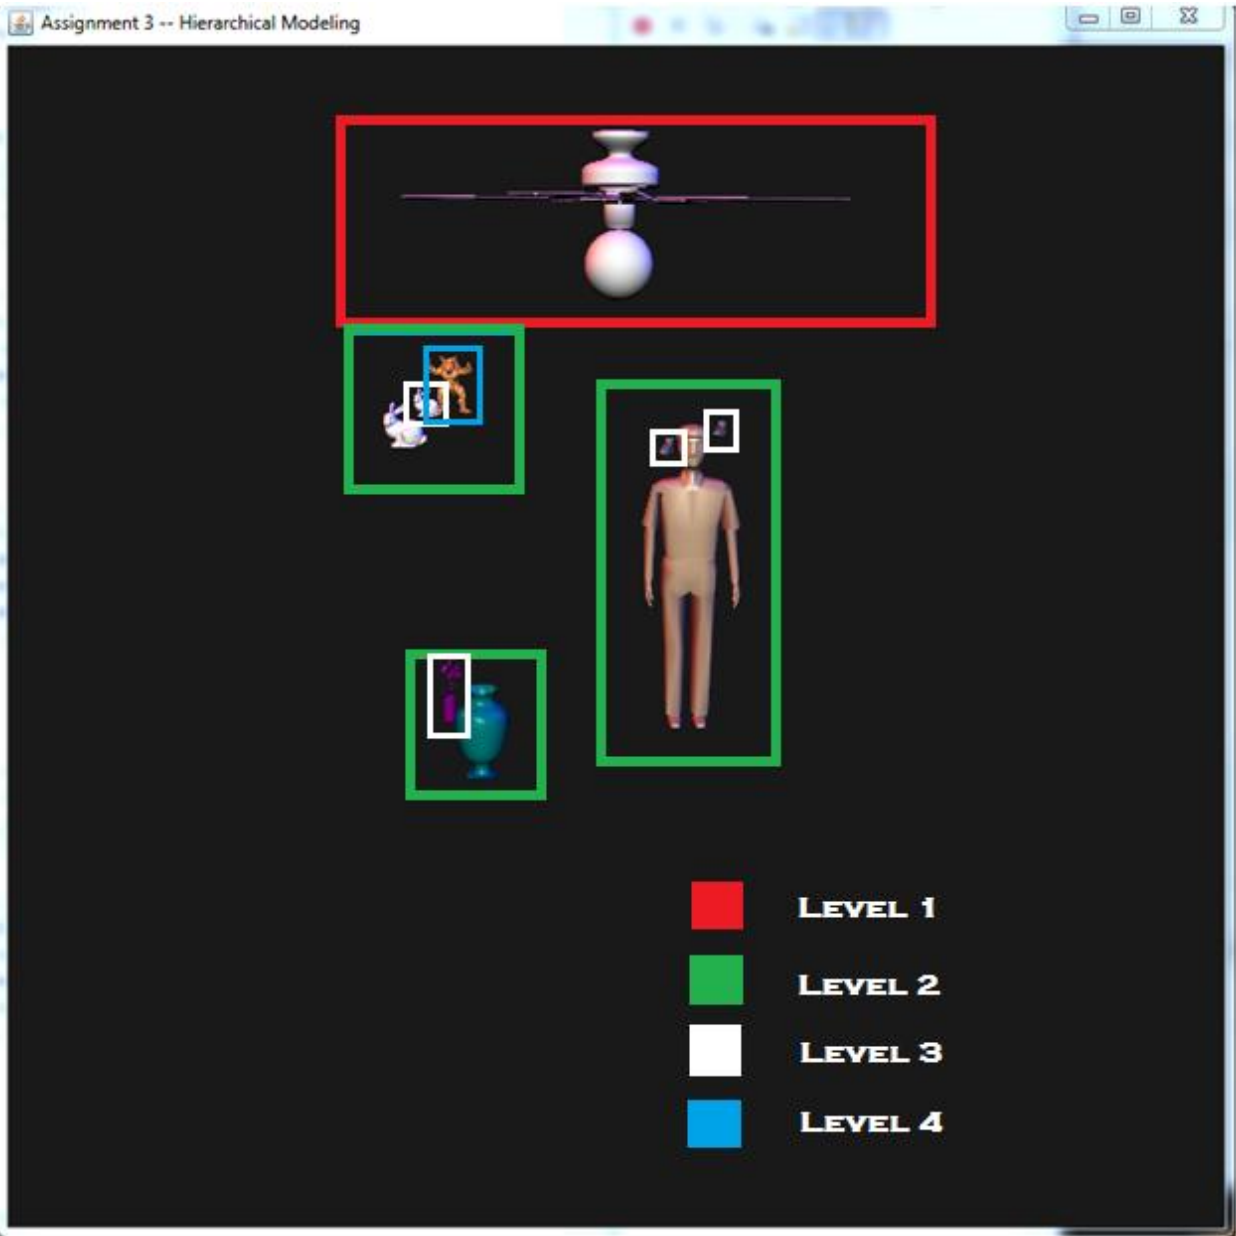 Assignment 3 -- Hierarchical Modeling
Level 1
Level 2
Level 3
Level 4